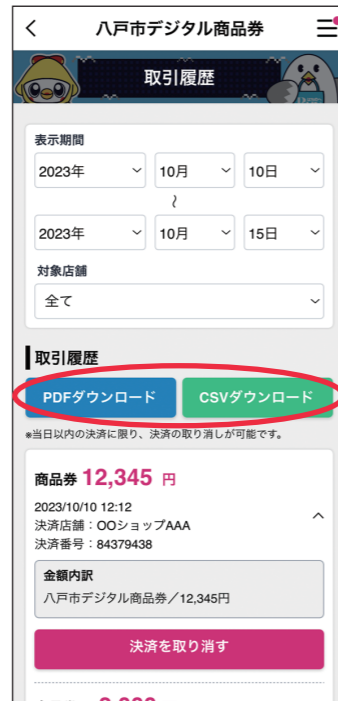 八戸市デジタル商品券
取引履歴
表示期間
2023年 10月 10日
~
2023年 10月 15日
対象店舗
全て
取引履歴
PDFダウンロード CSVダウンロード
※当日以内の決済に限り、決済の取り消しが可能です。
商品券 12,345 円
2023/10/10 12:12
決済店舗：OOショップAAA
決済番号：84379438
金額内訳
八戸市デジタル商品券／12,345円
決済を取り消す